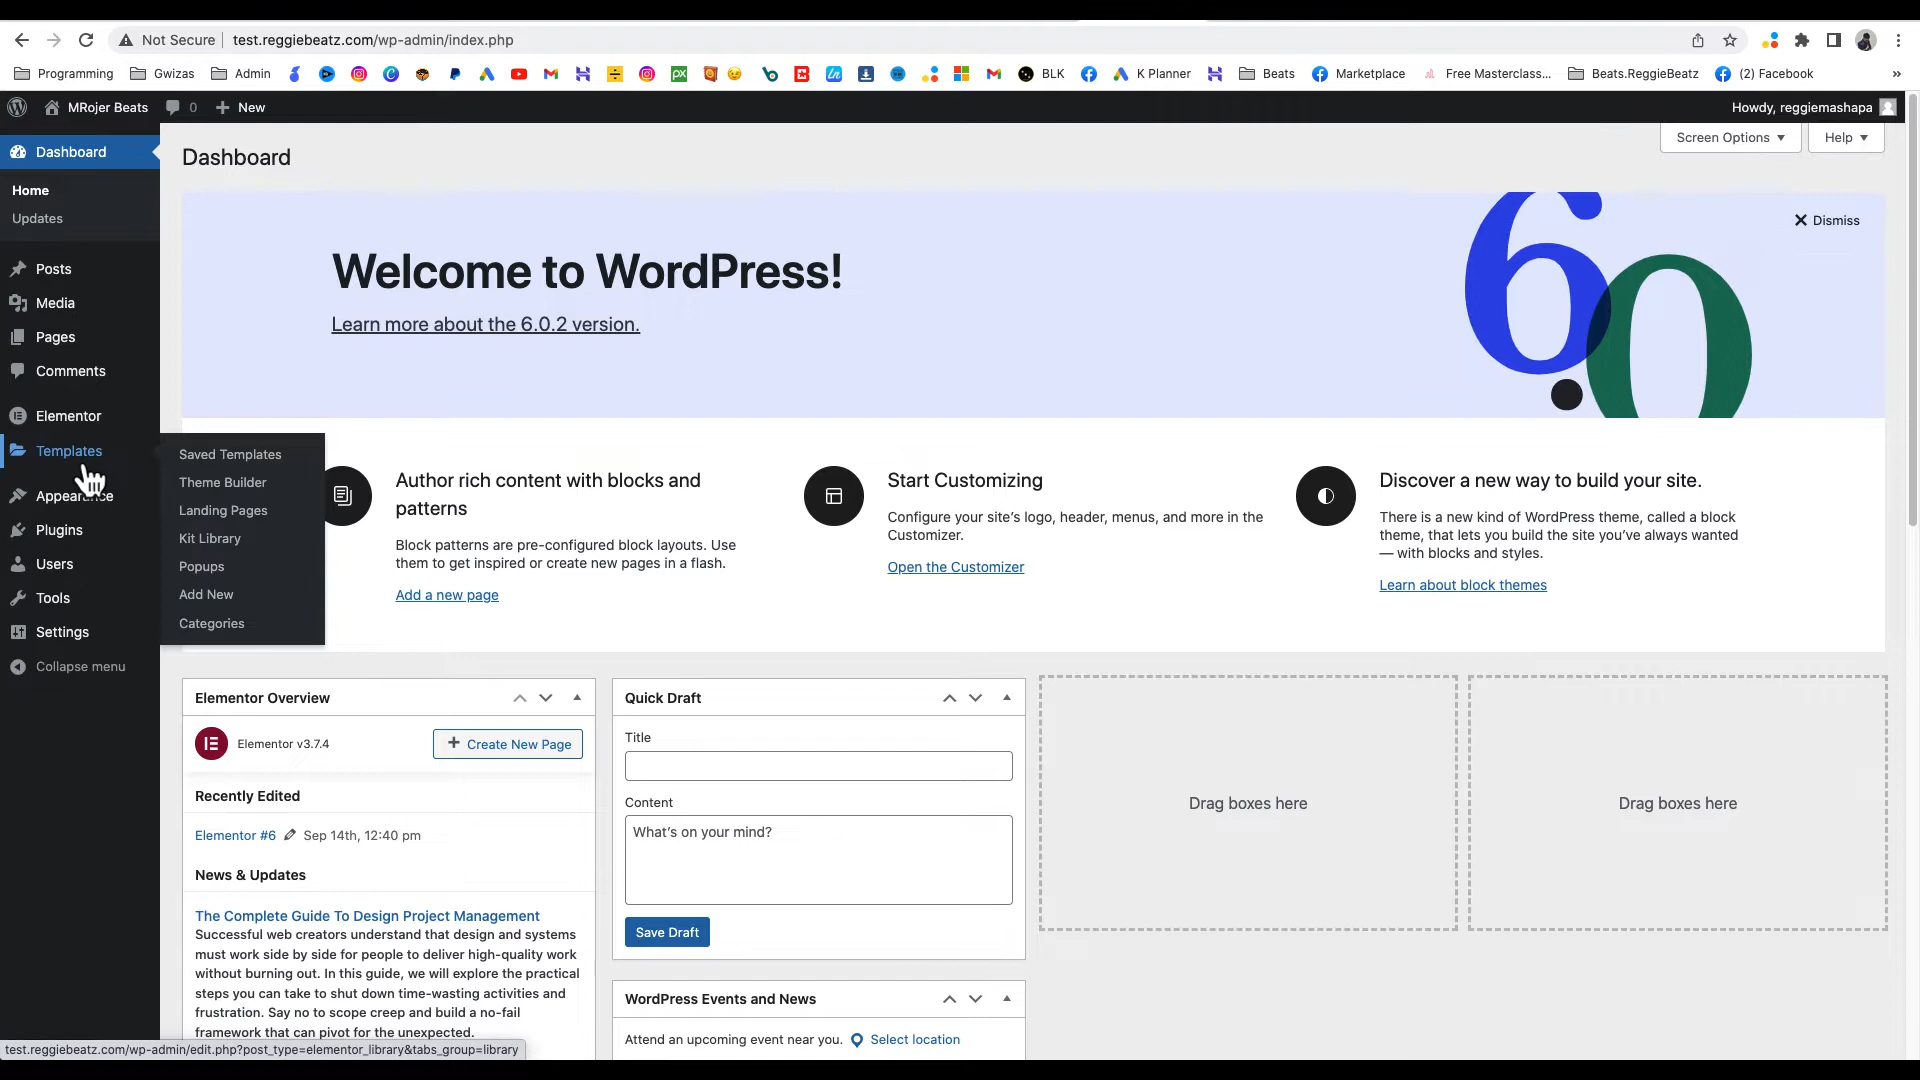 Not Secure test.reggiebeatz.com/wp-admin/index.php
Programming Gwizas Admin BLK K Planner Beats Marketplace Free Masterclass... Beats.ReggieBeatz (2) Facebook »
MRojer Beats 0 New Howdy, reggiemashapa
Dashboard
Home
Updates
Posts
Media
Pages
Comments
Elementor
Templates
Appearance
Plugins
Users
Tools
Settings
Collapse menu
Saved Templates
Theme Builder
Landing Pages
Kit Library
Popups
Add New
Categories
Screen Options Help
Dashboard
Dismiss
Welcome to WordPress!
Learn more about the 6.0.2 version.
6.0
Author rich content with blocks and
patterns
Block patterns are pre-configured block layouts. Use
them to get inspired or create new pages in a flash.
Add a new page
Start Customizing
Configure your site's logo, header, menus, and more in the
Customizer.
Open the Customizer
Discover a new way to build your site.
There is a new kind of WordPress theme, called a block
theme, that lets you build the site you've always wanted
— with blocks and styles.
Learn about block themes
Elementor Overview
Elementor v3.7.4 Create New Page
Recently Edited
Elementor #6 Sep 14th, 12:40 pm
News & Updates
The Complete Guide To Design Project Management
Successful web creators understand that design and systems
must work side by side for people to deliver high-quality work
without burning out. In this guide, we will explore the practical
steps you can take to shut down time-wasting activities and
frustration. Say no to scope creep and build a no-fail
framework that can pivot for the unexpected.
Quick Draft
Title
Content
What's on your mind?
Save Draft
WordPress Events and News
Attend an upcoming event near you. Select location
Drag boxes here
Drag boxes here
test.reggiebeatz.com/wp-admin/edit.php?post_type=elementor_library&tabs_group=library